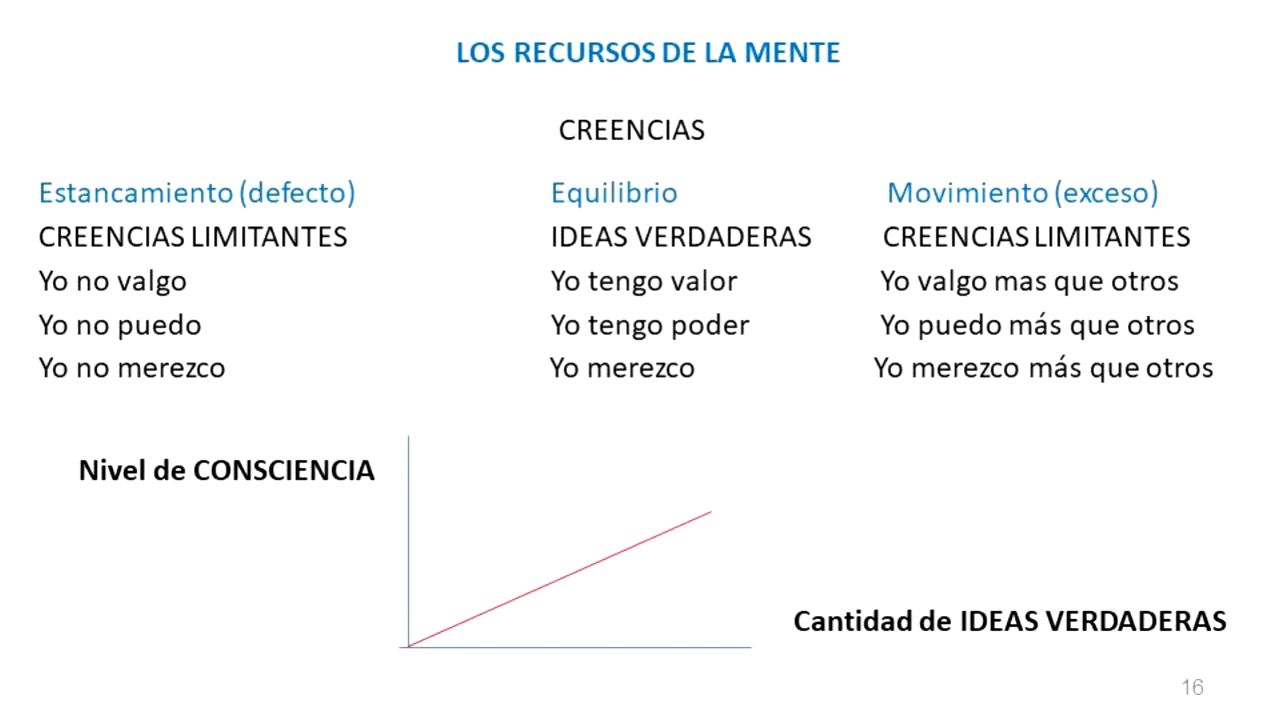 LOS RECURSOS DE LA MENTE
CREENCIAS
Estancamiento (defecto) Equilibrio Movimiento (exceso)
CREENCIAS LIMITANTES IDEAS VERDADERAS CREENCIAS LIMITANTES
Yo no valgo Yo tengo valor Yo valgo mas que otros
Yo no puedo Yo tengo poder Yo puedo más que otros
Yo no merezco Yo merezco Yo merezco más que otros
Nivel de CONSCIENCIA
Cantidad de IDEAS VERDADERAS
16